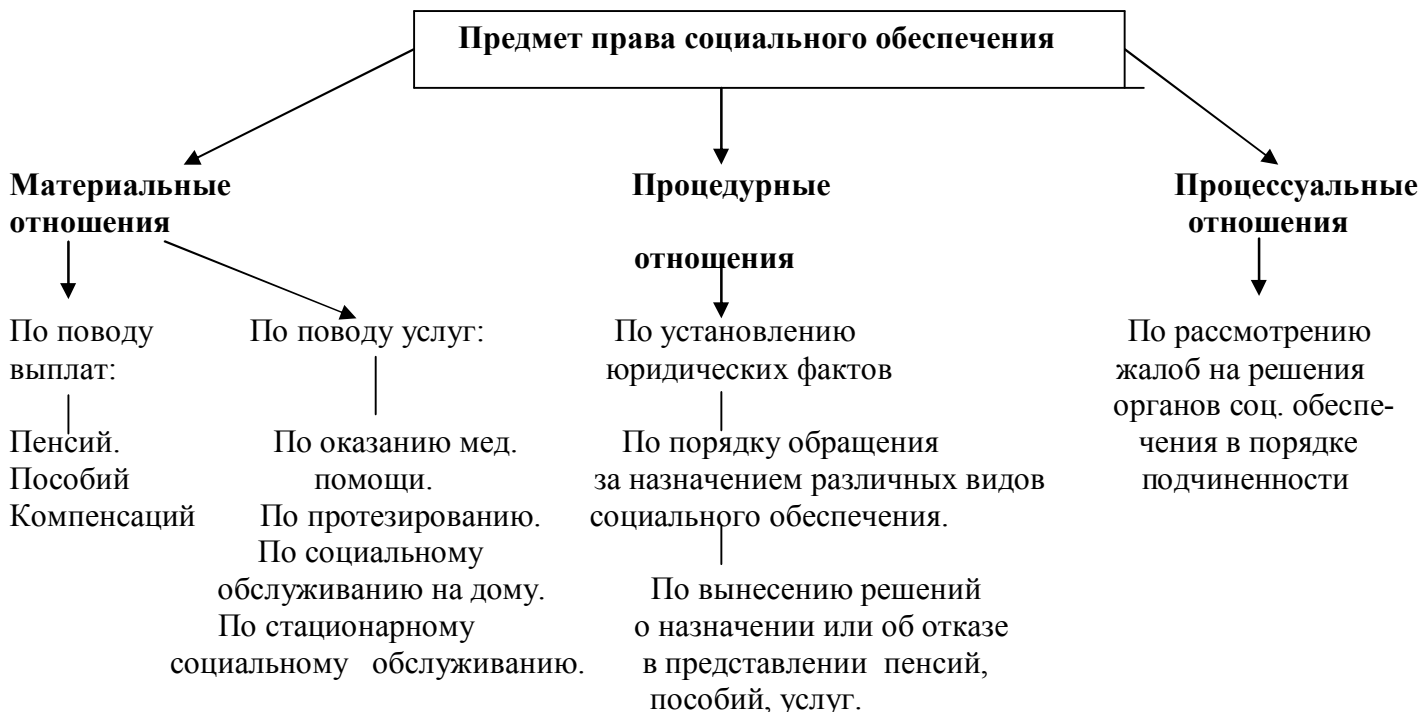 Предмет права социального обеспечения
Материальные
отношения
Процедурные
отношения
Процессуальные
отношения
По поводу
выплат:
Пенсий.
Пособий
Компенсаций
По поводу услуг:
По оказанию мед.
помощи.
По протезированию.
По социальному
обслуживанию на дому.
По стационарному
социальному обслуживанию.
По установлению
юридических фактов
По порядку обращения
за назначением различных видов
социального обеспечения.
По вынесению решений
о назначении или об отказе
в представлении пенсий,
пособий, услуг.
По рассмотрению
жалоб на решения
органов соц. обеспе-
чения в порядке
подчиненности